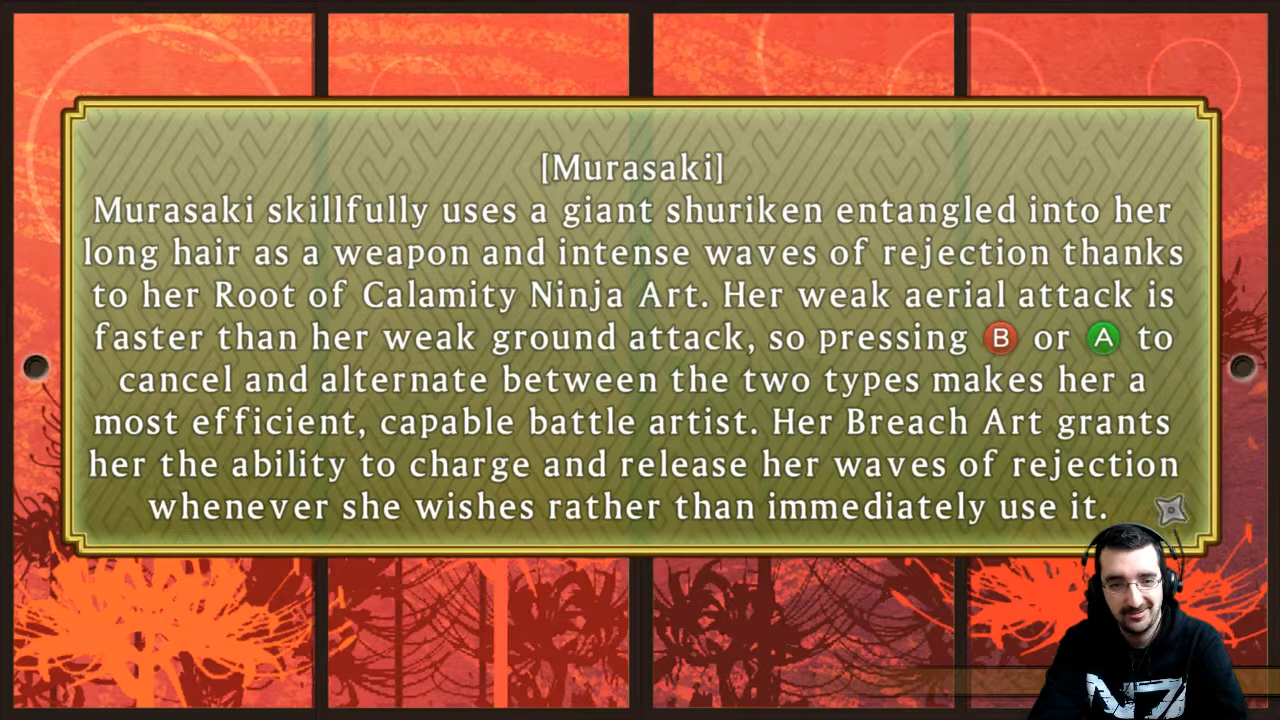 [Murasaki]
Murasaki skillfully uses a giant shuriken entangled into her
long hair as a weapon and intense waves of rejection thanks
to her Root of Calamity Ninja Art. Her weak aerial attack is
faster than her weak ground attack, so pressing B or A to
cancel and alternate between the two types makes her a
most efficient, capable battle artist. Her Breach Art grants
her the ability to charge and release her waves of rejection
whenever she wishes rather than immediately use it.
N7